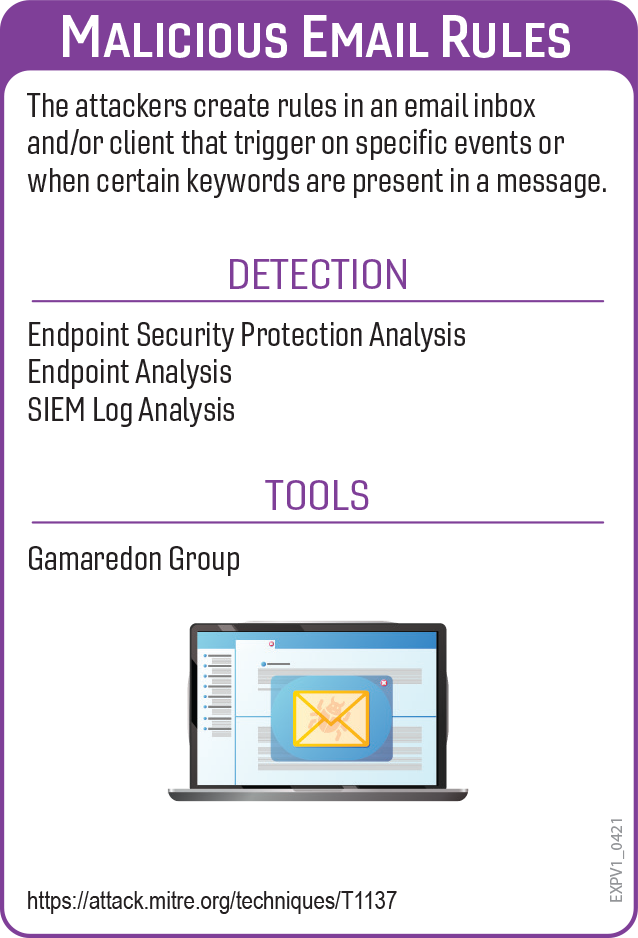 MALICIOUS EMAIL RULES
The attackers create rules in an email inbox
and/or client that trigger on specific events or
when certain keywords are present in a message.
DETECTION
Endpoint Security Protection Analysis
Endpoint Analysis
SIEM Log Analysis
TOOLS
Gamaredon Group
EXPV1_0421
https://attack.mitre.org/techniques/T1137